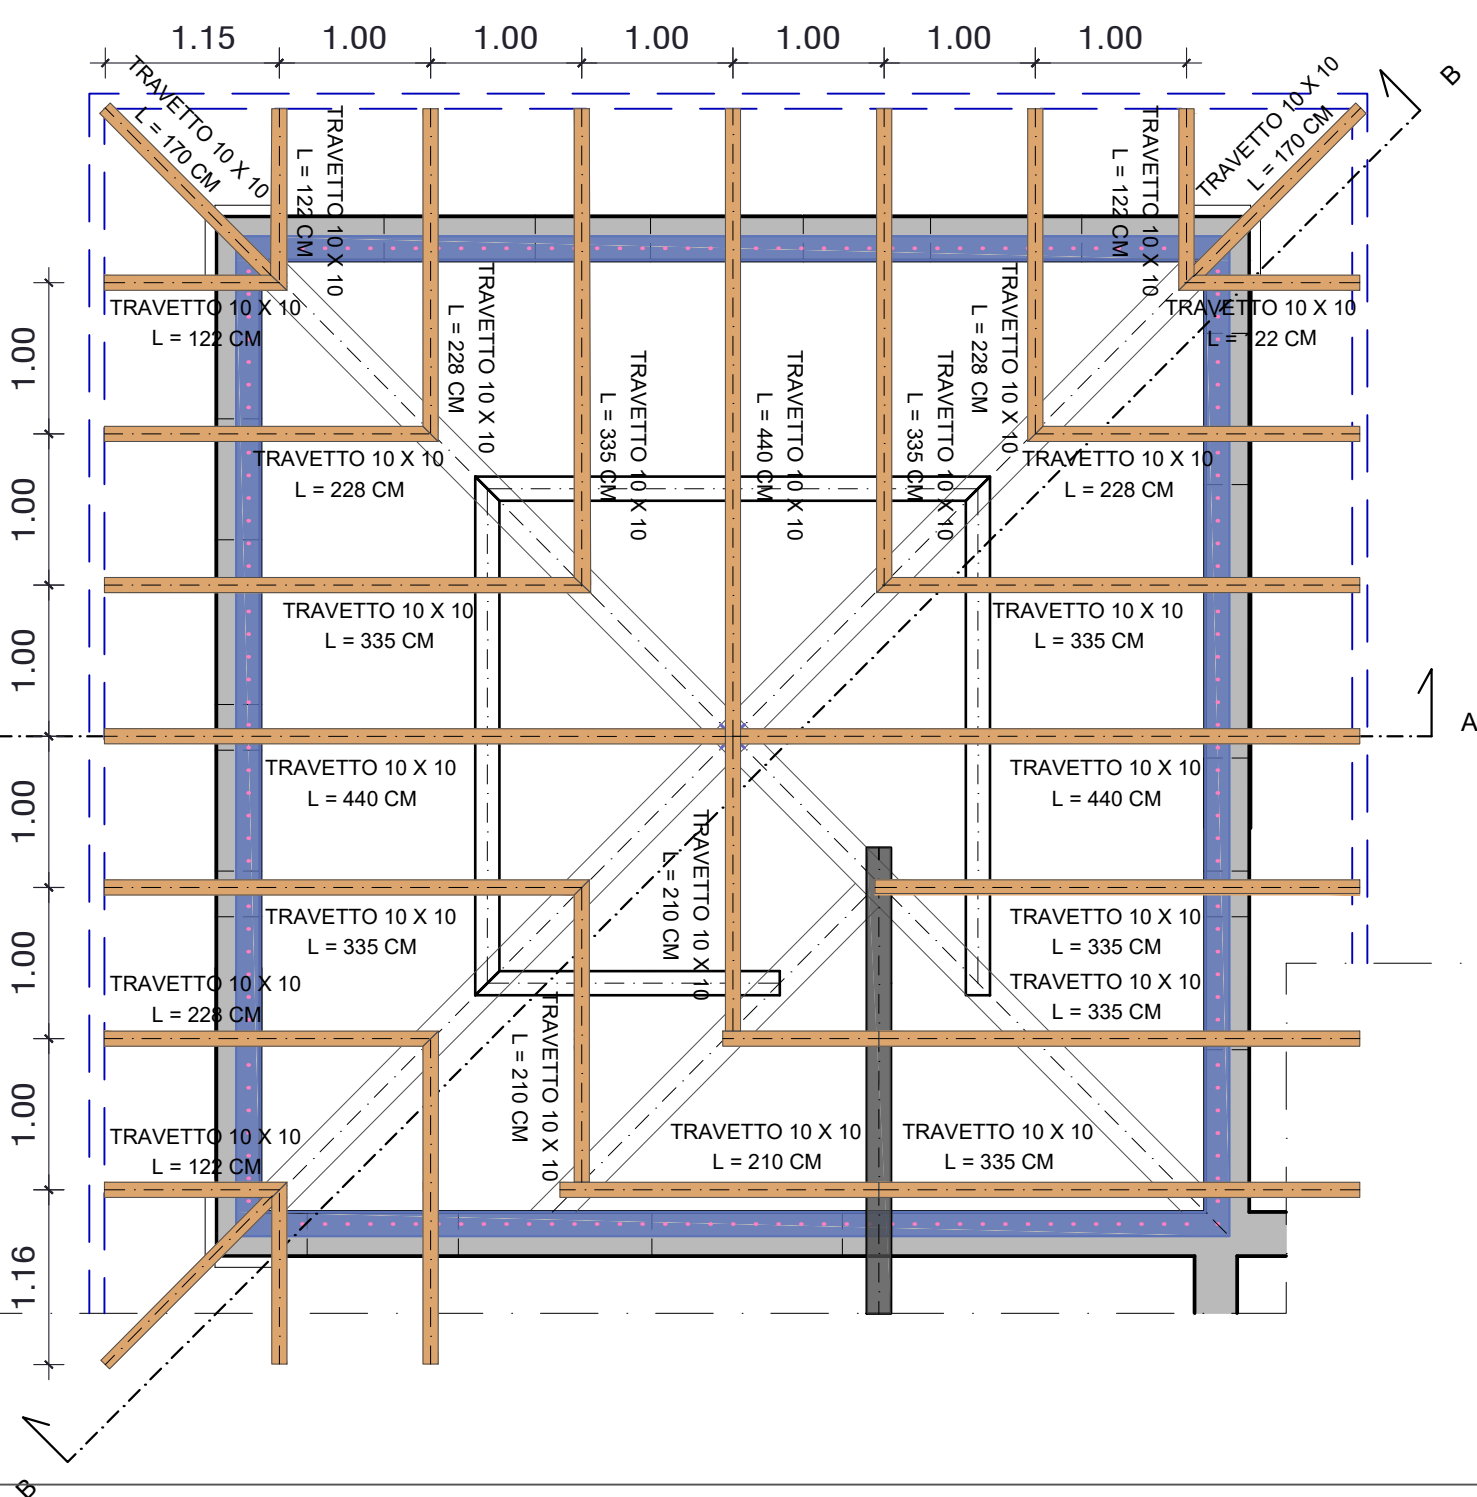 1.15 1.00 1.00 1.00 1.00 1.00 1.00
B
TRAVETTO 10 X 10
L = 170 CM
TRAVETTO 10 X 10
L = 122 CM
TRAVETTO 10 X 10
L = 122 CM
TRAVETTO 10 X 10
L = 170 CM
TRAVETTO 10 X 10
L = 122 CM
TRAVETTO 10 X 10
L = 122 CM
1.00
TRAVETTO 10 X 10
L = 228 CM
TRAVETTO 10 X 10
L = 335 CM
TRAVETTO 10 X 10
L = 440 CM
TRAVETTO 10 X 10
L = 335 CM
TRAVETTO 10 X 10
L = 228 CM
TRAVETTO 10 X 10
L = 228 CM
TRAVETTO 10 X 10
L = 228 CM
1.00
TRAVETTO 10 X 10
L = 335 CM
TRAVETTO 10 X 10
L = 335 CM
1.00
A
TRAVETTO 10 X 10
L = 440 CM
TRAVETTO 10 X 10
L = 440 CM
1.00
TRAVETTO 10 X 10
L = 210 CM
TRAVETTO 10 X 10
L = 335 CM
TRAVETTO 10 X 10
L = 335 CM
1.00
TRAVETTO 10 X 10
L = 228 CM
TRAVETTO 10 X 10
L = 335 CM
TRAVETTO 10 X 10
L = 210 CM
1.00
TRAVETTO 10 X 10
L = 122 CM
TRAVETTO 10 X 10
L = 210 CM
TRAVETTO 10 X 10
L = 335 CM
1.16
B